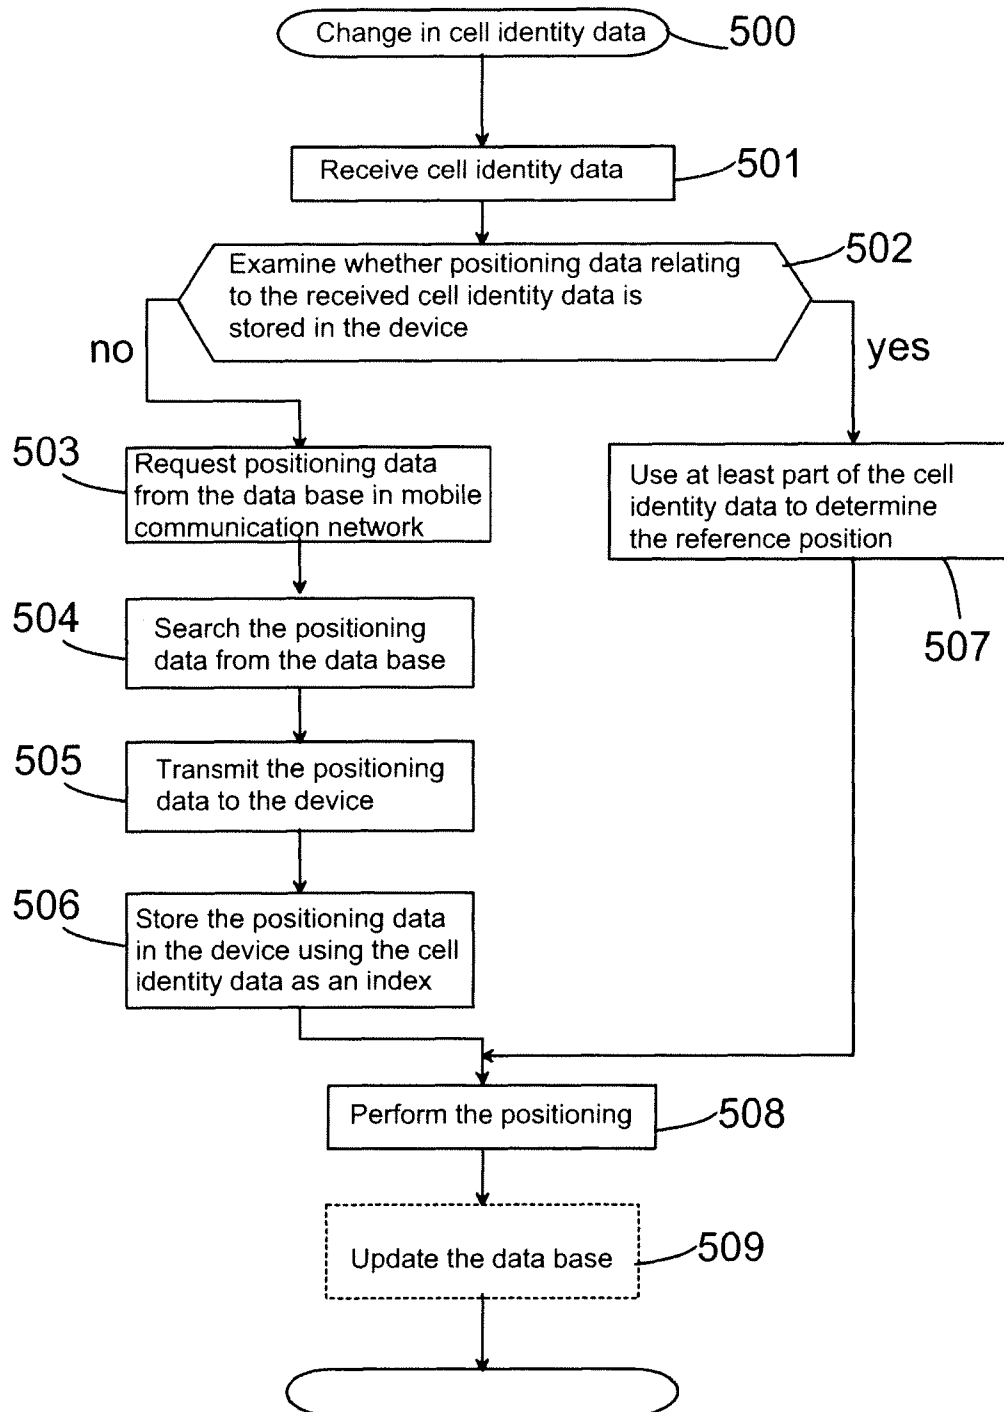 Change in cell identity data
500
Receive cell identity data
501
Examine whether positioning data relating
to the received cell identity data is
stored in the device
502
no
yes
503
Request positioning data
from the data base in mobile
communication network
Use at least part of the cell
identity data to determine
the reference position
507
504
Search the positioning
data from the data base
505
Transmit the positioning
data to the device
506
Store the positioning data
in the device using the cell
identity data as an index
Perform the positioning
508
Update the data base
509